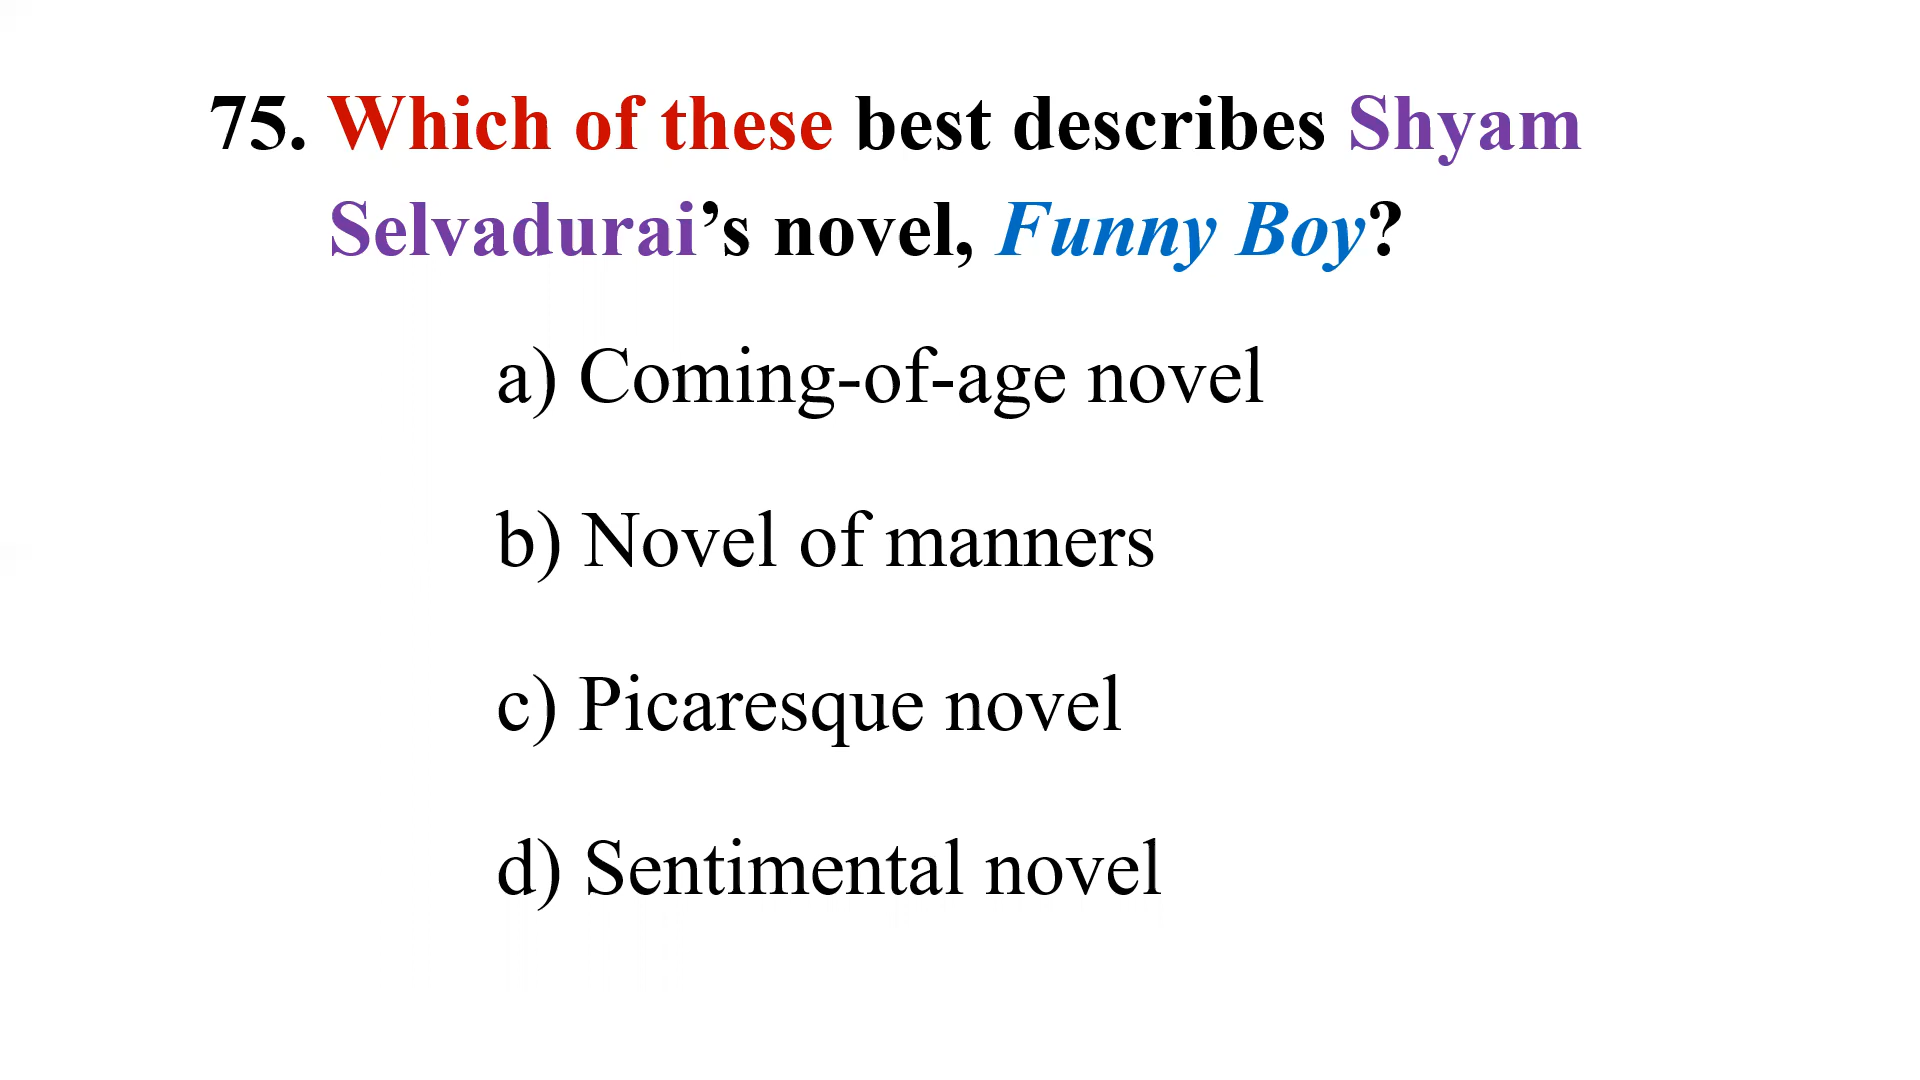 75. Which of these best describes Shyam
Selvadurai’s novel, Funny Boy?
a) Coming-of-age novel
b) Novel of manners
c) Picaresque novel
d) Sentimental novel